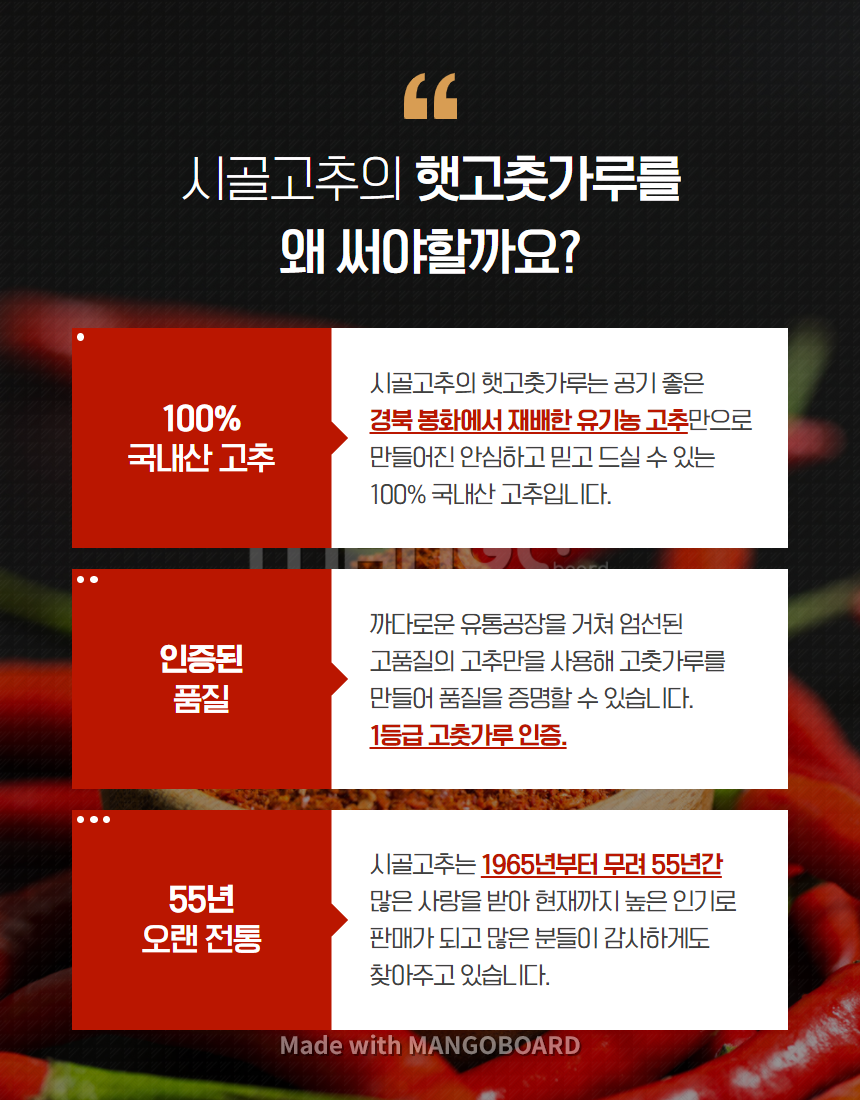 시골고추의 햇고춧가루를
왜 써야할까요?
100%
국내산 고추
시골고추의 햇고춧가루는 공기 좋은
경북 봉화에서 재배한 유기농 고추만으로
만들어진 안심하고 믿고 드실 수 있는
100% 국내산 고추입니다.
인증된
품질
까다로운 유통공장을 거쳐 엄선된
고품질의 고추만을 사용해 고춧가루를
만들어 품질을 증명할 수 있습니다.
1등급 고춧가루 인증.
55년
오랜 전통
시골고추는 1965년부터 무려 55년간
많은 사랑을 받아 현재까지 높은 인기로
판매가 되고 많은 분들이 감사하게도
찾아주고 있습니다.
Made with MANGOBOARD